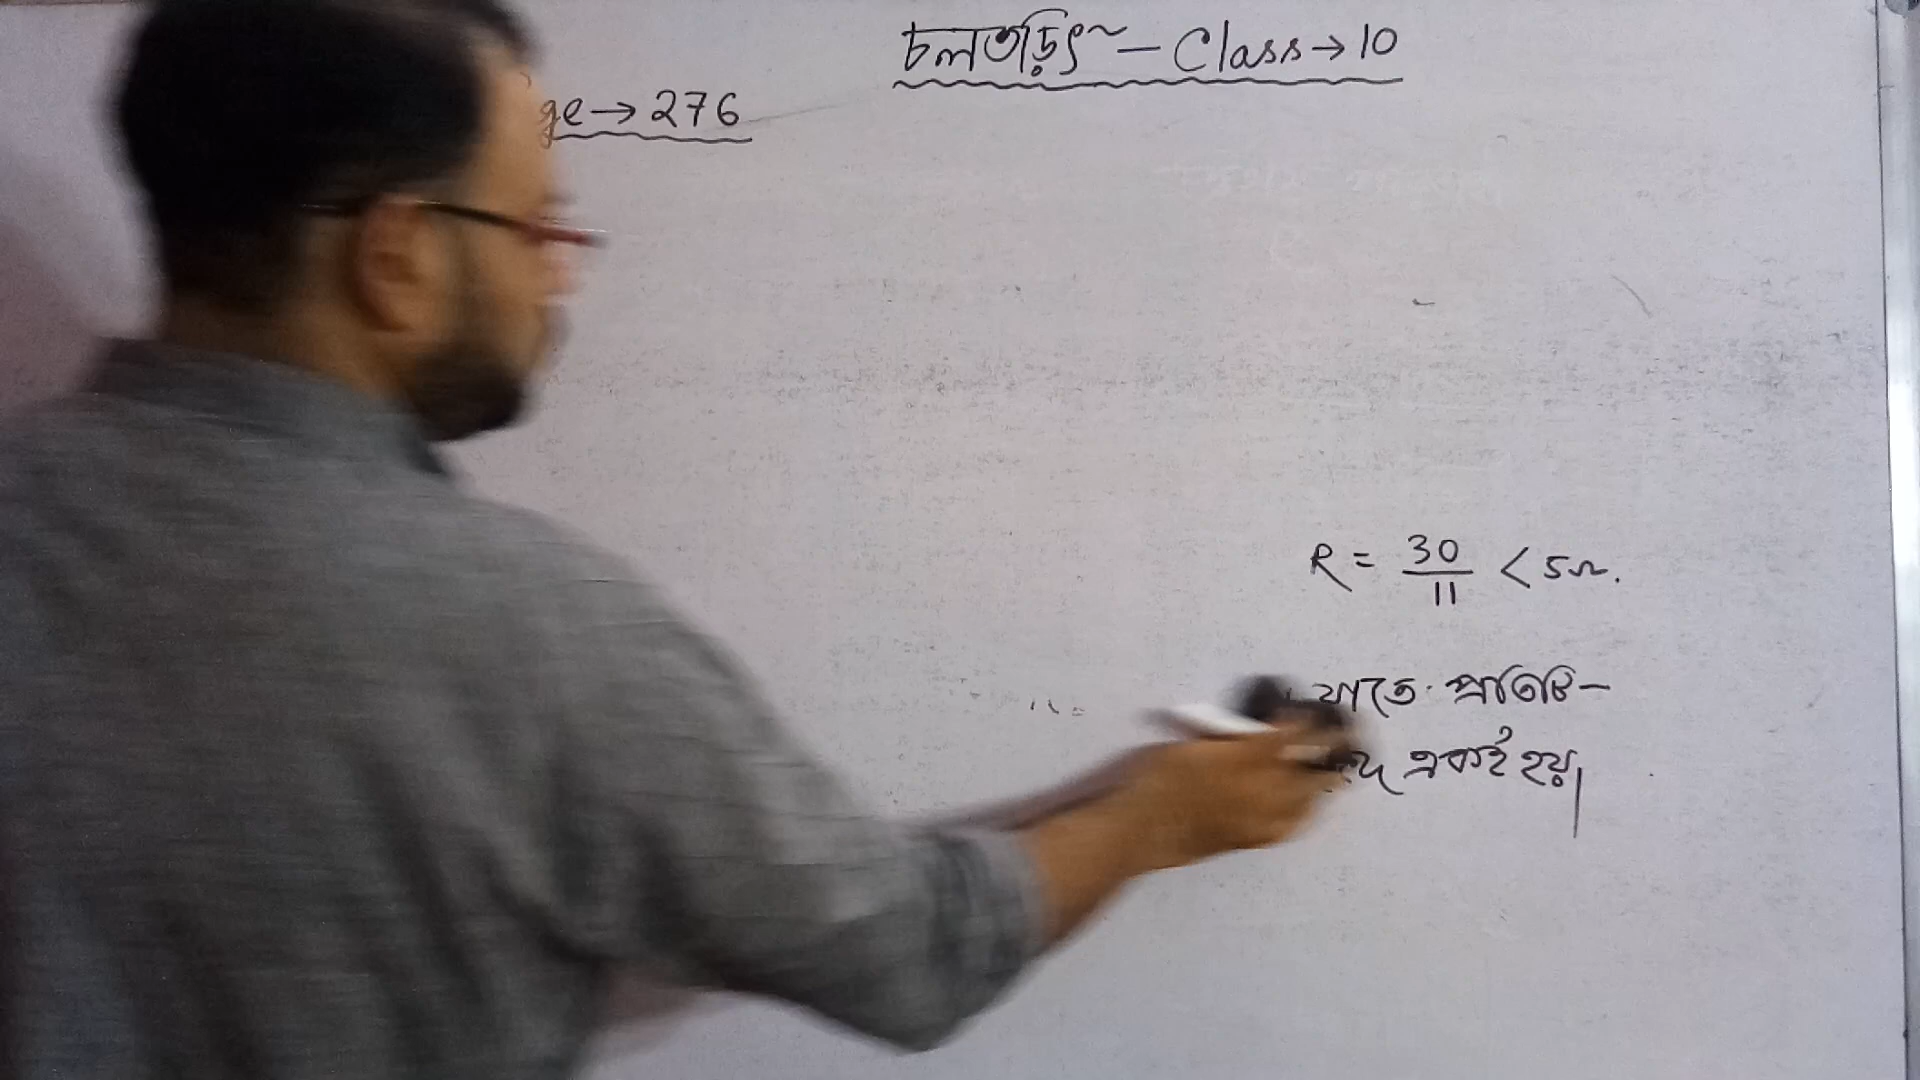 চলতড়িৎ — Class → 10
ge → 276
R = 30/11 < 5Ω.
যাতে প্রতিটি –
একই হয়।